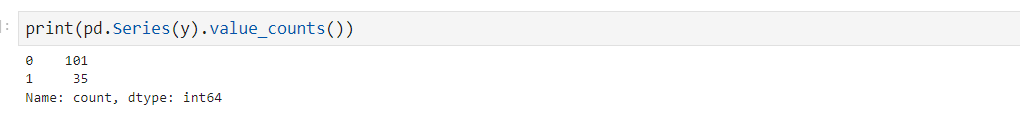 ]:
print(pd.Series(y).value_counts())
0    101
1     35
Name: count, dtype: int64